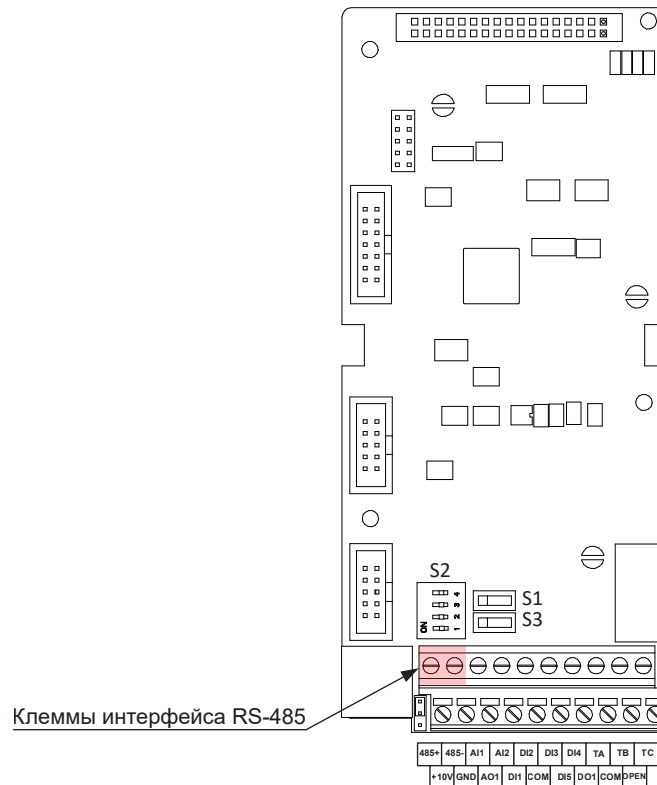 S2
ON 1 2 3 4
S1
S3
Клеммы интерфейса RS-485
485+ 485- AI1 AI2 DI2 DI3 DI4 TA TB TC
+10V GND AO1 DI1 COM DI5 DO1 COM OPEN